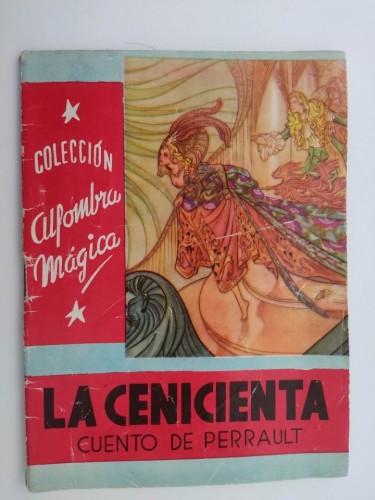 COLECCIÓN
Alfombra
Mágica
LA CENICIENTA
CUENTO DE PERRAULT